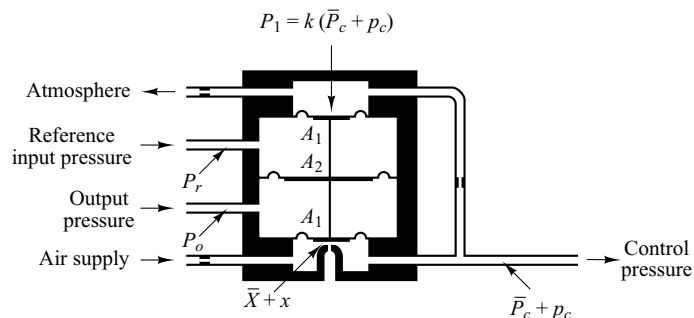 P₁ = k (P̄c + pc)
Atmosphere
A₁
Reference
input pressure
Pr
A₂
Output
pressure
A₁
Po
Air supply
X̄ + x
Control
pressure
P̄c + pc